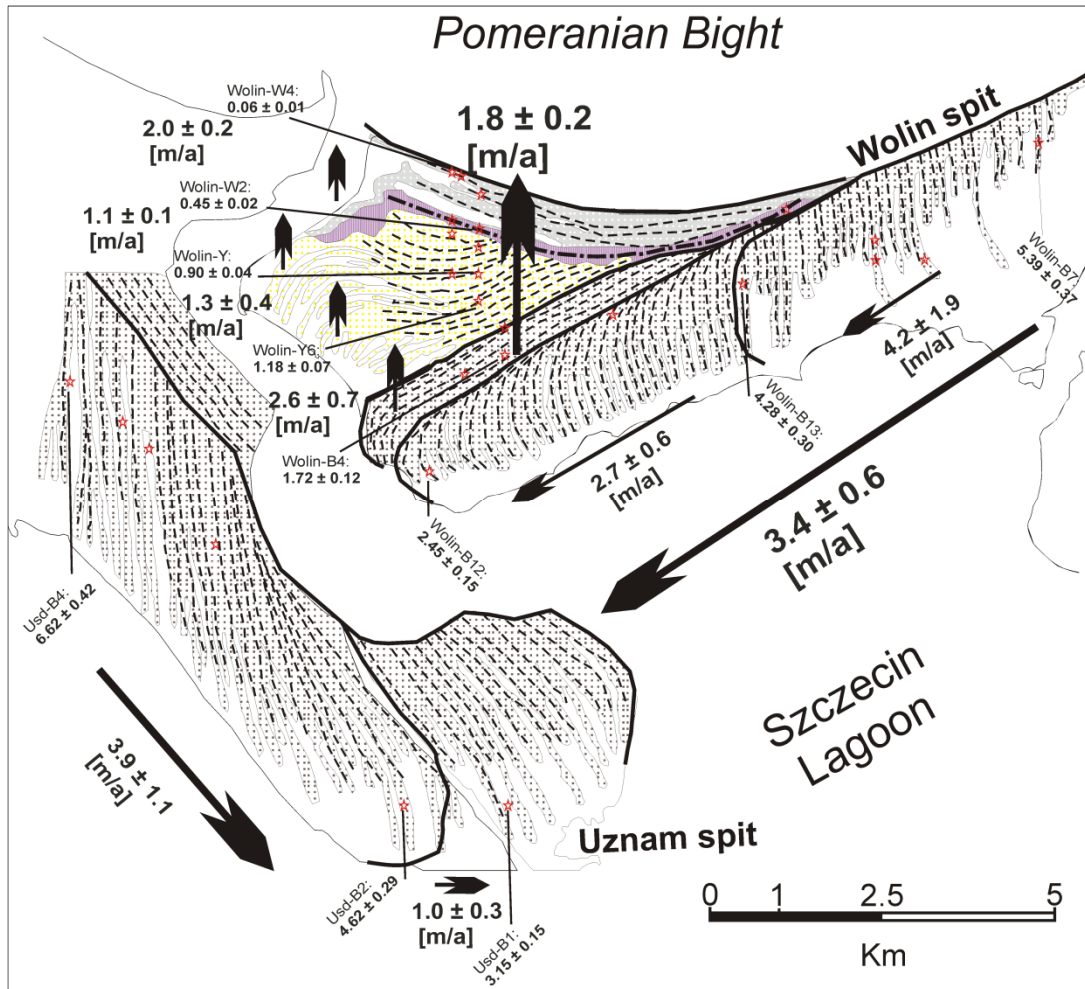 Pomeranian Bight
Wolin-W4:
0.06 ± 0.01
2.0 ± 0.2
[m/a]
1.8 ± 0.2
[m/a]
Wolin spit
Wolin-W2:
0.45 ± 0.02
1.1 ± 0.1
[m/a]
Wolin-Y:
0.90 ± 0.04
1.3 ± 0.4
[m/a]
Wolin-Y6:
1.18 ± 0.07
2.6 ± 0.7
[m/a]
Wolin-B4:
1.72 ± 0.12
Wolin-B7:
5.39 ± 0.37
4.2 ± 1.9
[m/a]
Wolin-B13:
4.28 ± 0.30
2.7 ± 0.6
[m/a]
Wolin-B12:
2.45 ± 0.15
3.4 ± 0.6
[m/a]
Usd-B4:
6.62 ± 0.42
Szczecin
Lagoon
3.9 ± 1.1
[m/a]
Uznam spit
Usd-B2:
4.62 ± 0.29
1.0 ± 0.3
[m/a]
Usd-B1:
3.15 ± 0.15
0 1 2.5 5
Km